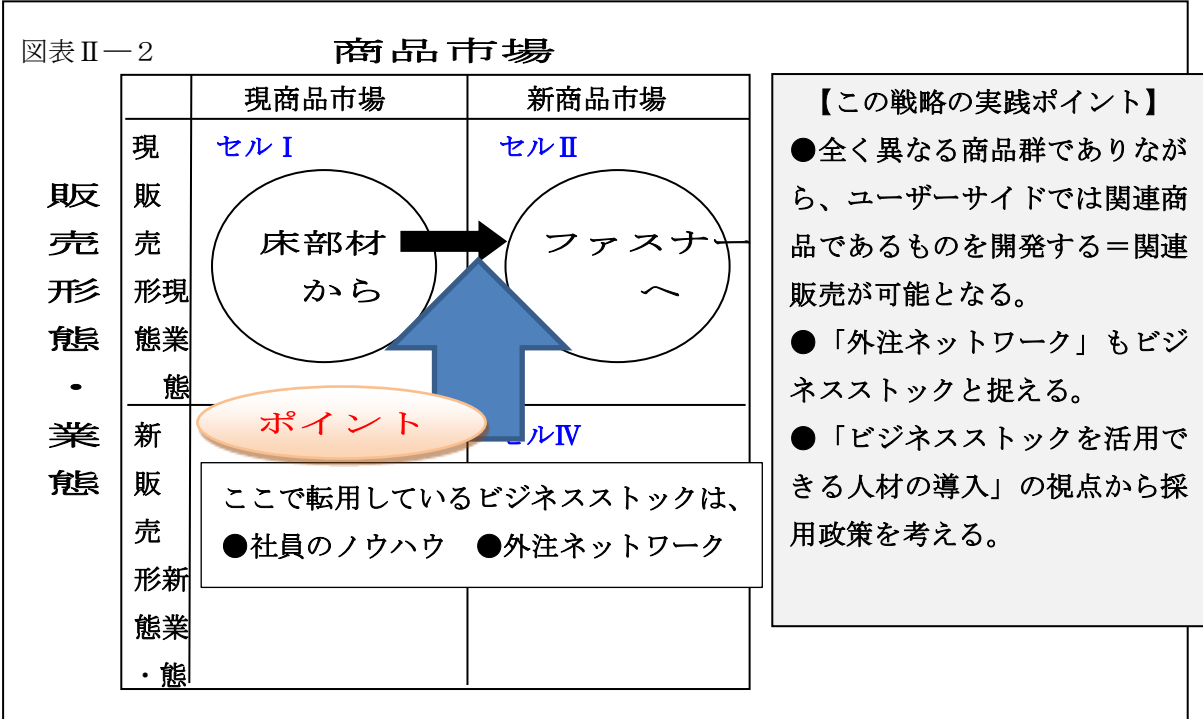 図表Ⅱ―2
商品市場
現商品市場
新商品市場
販売形態・業態
現販売形態
現業態
セルⅠ
セルⅡ
床部材
から
ファスナー
へ
ポイント
ルⅣ
新販売形態・
新業態
ここで転用しているビジネスストックは、
●社員のノウハウ ●外注ネットワーク
【この戦略の実践ポイント】
●全く異なる商品群でありなが
ら、ユーザーサイドでは関連商
品であるものを開発する＝関連
販売が可能となる。
●「外注ネットワーク」もビジ
ネスストックと捉える。
●「ビジネスストックを活用で
きる人材の導入」の視点から採
用政策を考える。